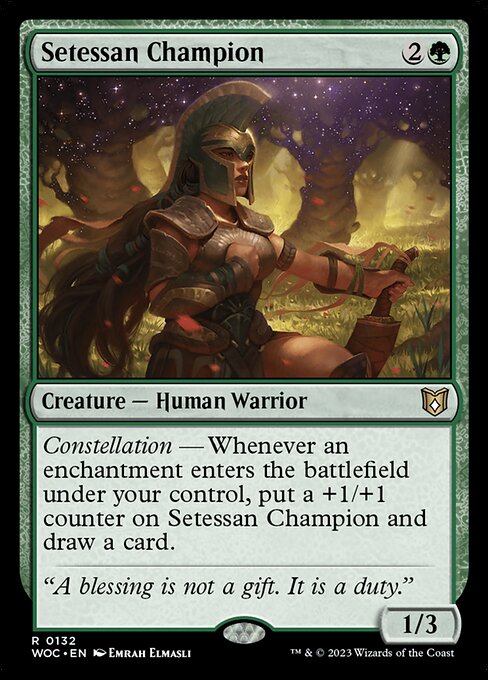 Setessan Champion 2
Creature — Human Warrior
Constellation — Whenever an
enchantment enters the battlefield
under your control, put a +1/+1
counter on Setessan Champion and
draw a card.
“A blessing is not a gift. It is a duty.”
1/3
R 0132
WOC • EN Emrah Elmasli
™ & © 2023 Wizards of the Coast